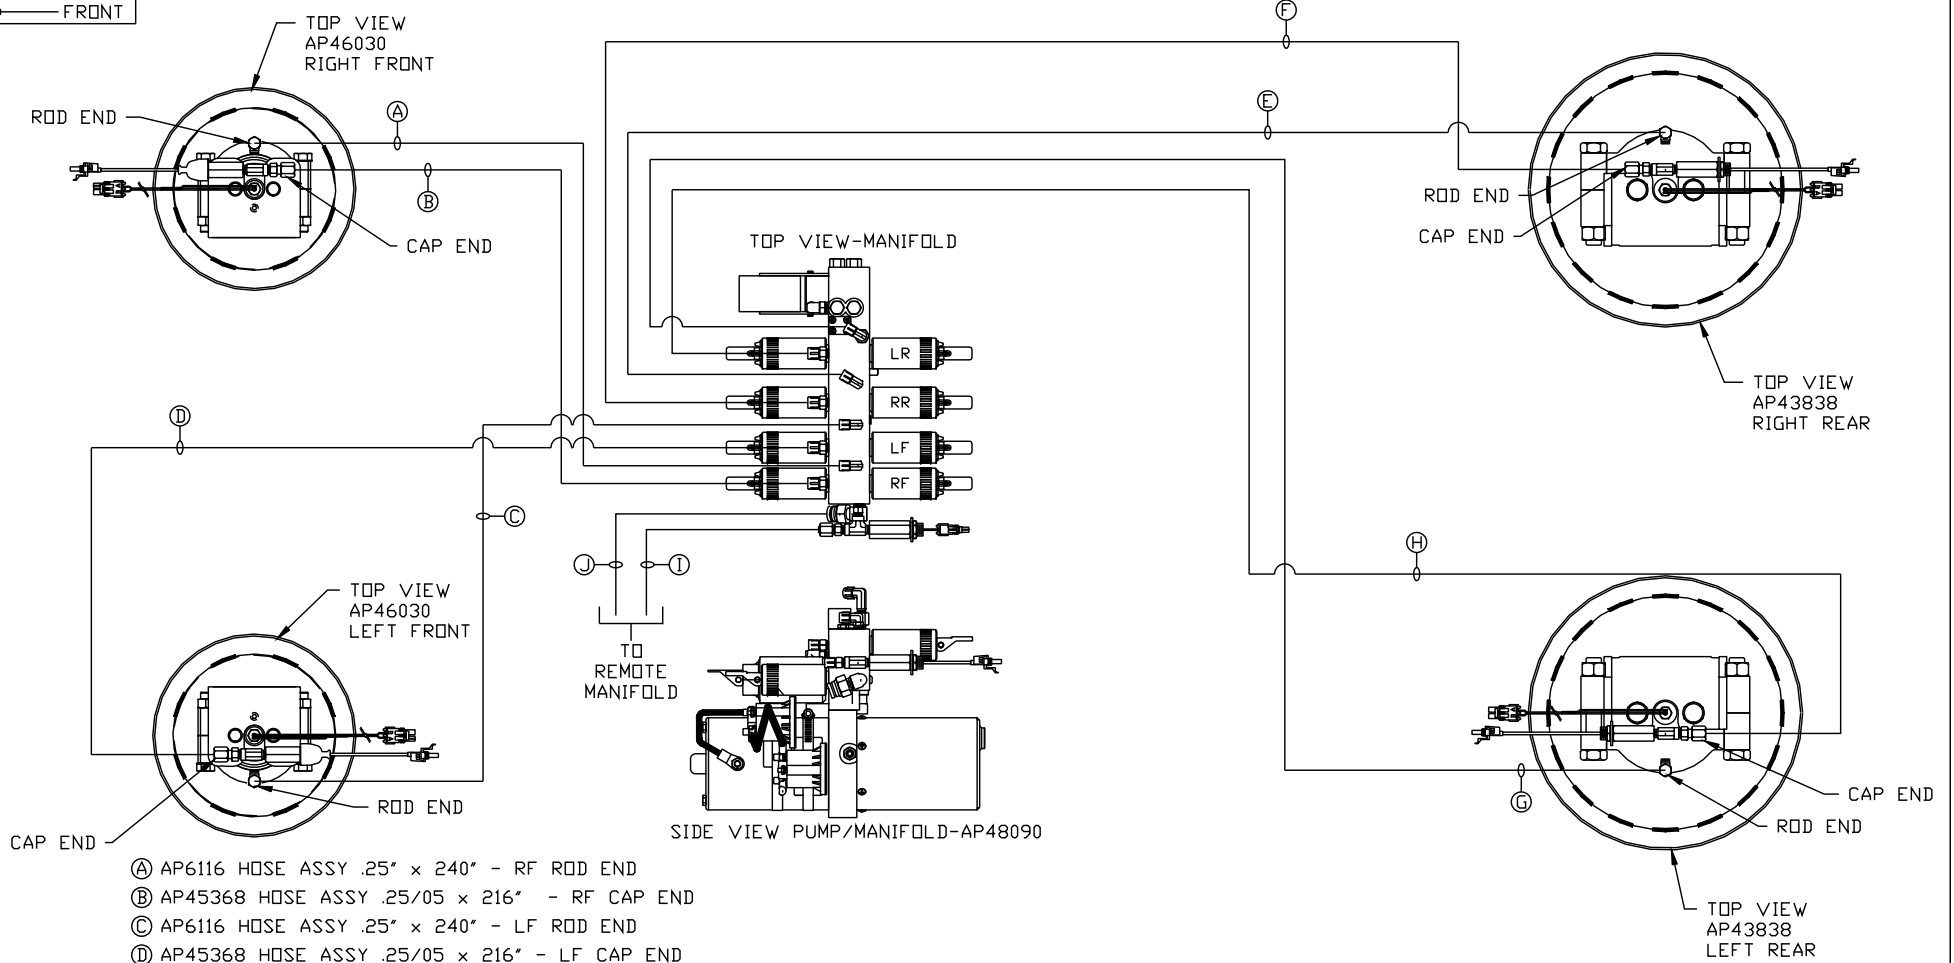 FRONT
TOP VIEW
AP46030
RIGHT FRONT
ROD END
A
B
CAP END
F
E
ROD END
CAP END
TOP VIEW
AP43838
RIGHT REAR
TOP VIEW-MANIFOLD
LR
RR
LF
RF
D
C
J
I
TO
REMOTE
MANIFOLD
H
G
TOP VIEW
AP46030
LEFT FRONT
ROD END
CAP END
SIDE VIEW PUMP/MANIFOLD-AP48090
CAP END
ROD END
TOP VIEW
AP43838
LEFT REAR
A AP6116 HOSE ASSY .25" x 240" - RF ROD END
B AP45368 HOSE ASSY .25/05 x 216" - RF CAP END
C AP6116 HOSE ASSY .25" x 240" - LF ROD END
D AP45368 HOSE ASSY .25/05 x 216" - LF CAP END